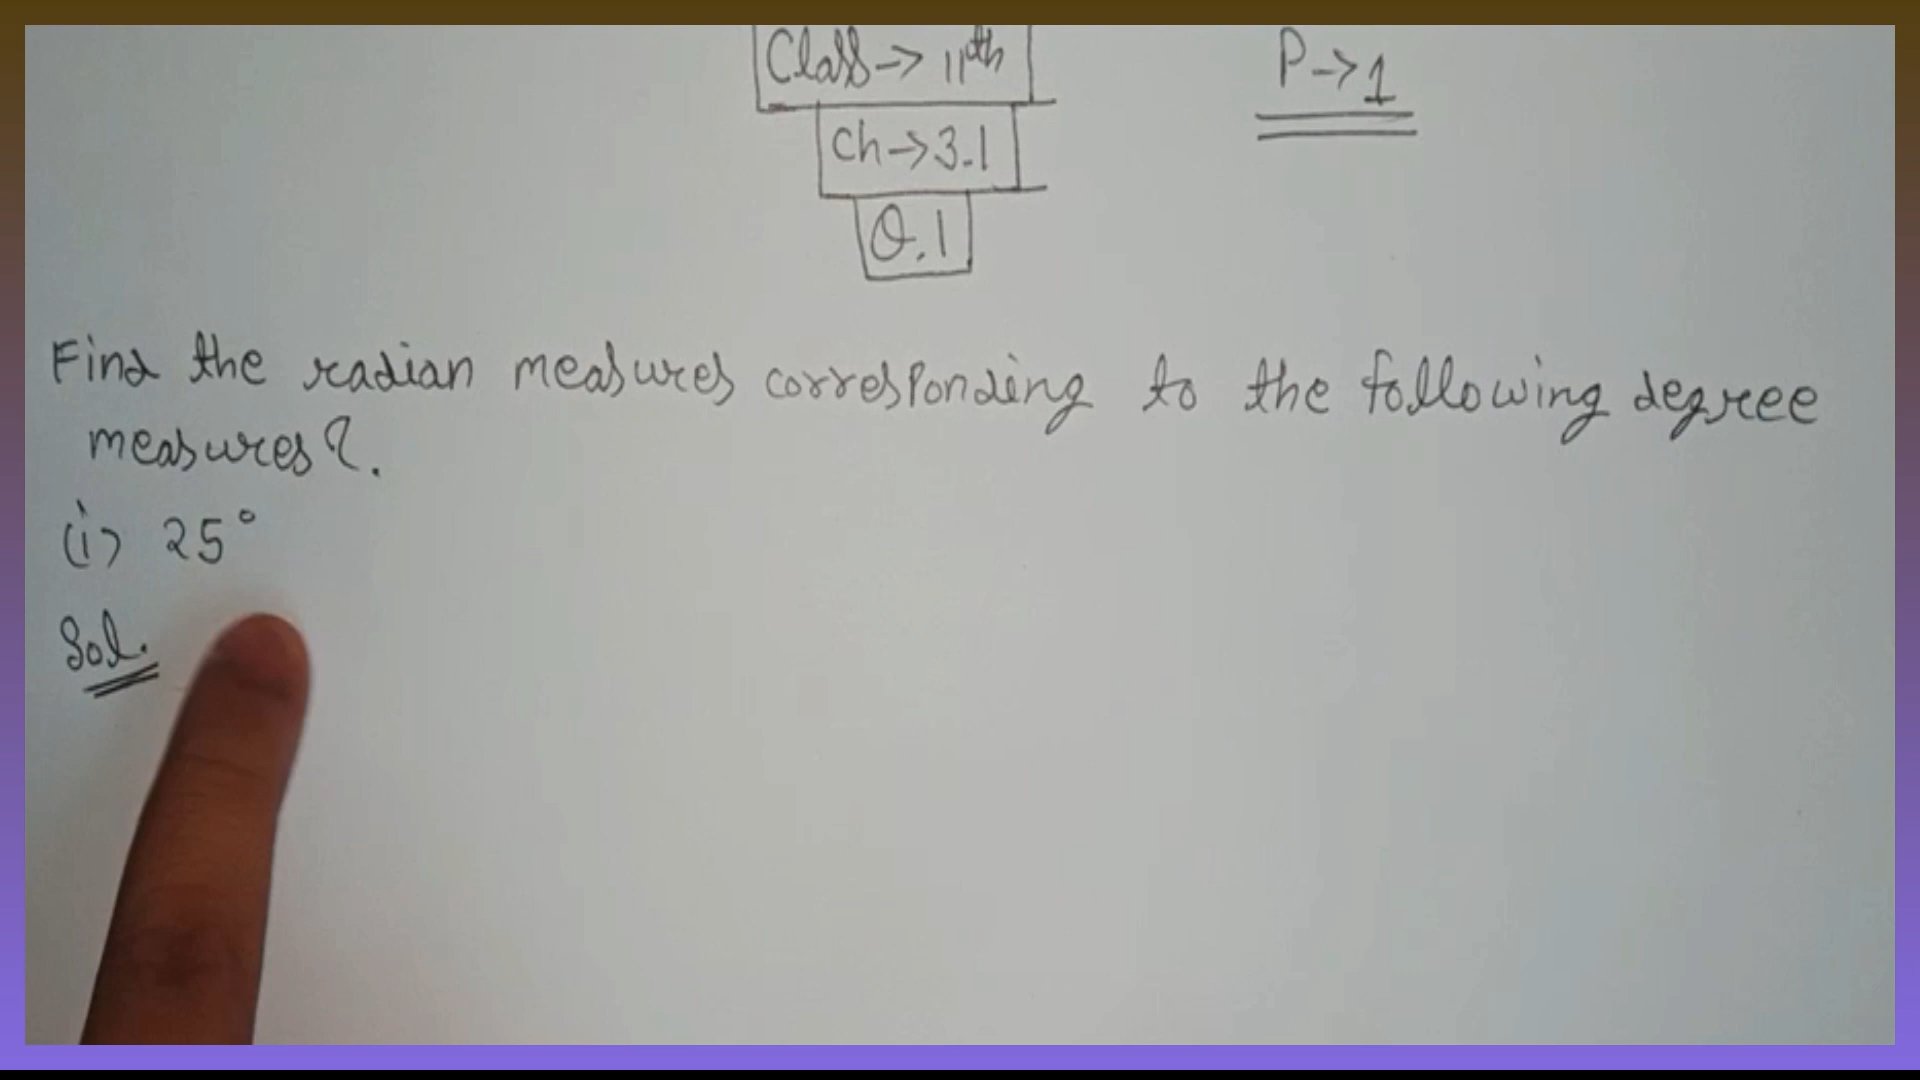 Class → 11th
P → 1
Ch → 3.1
Q.1
Find the radian measures corresponding to the following degree
measures?.
(i) 25°
Sol.